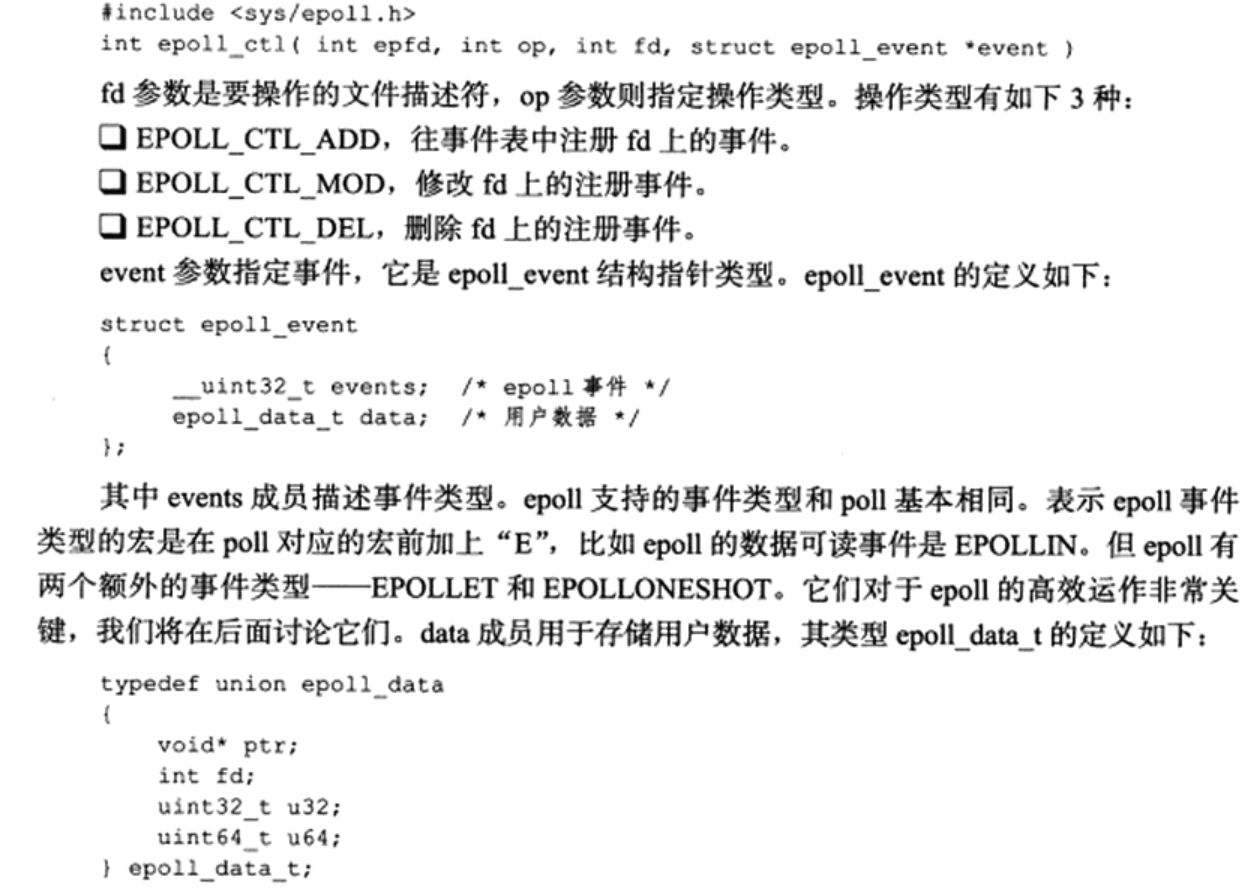 #include <sys/epoll.h>
int epoll_ctl( int epfd, int op, int fd, struct epoll_event *event )
fd 参数是要操作的文件描述符，op 参数则指定操作类型。操作类型有如下 3 种：
❑ EPOLL_CTL_ADD，往事件表中注册 fd 上的事件。
❑ EPOLL_CTL_MOD，修改 fd 上的注册事件。
❑ EPOLL_CTL_DEL，删除 fd 上的注册事件。
event 参数指定事件，它是 epoll_event 结构指针类型。epoll_event 的定义如下：
struct epoll_event
{
__uint32_t events; /* epoll 事件 */
epoll_data_t data; /* 用户数据 */
};
其中 events 成员描述事件类型。epoll 支持的事件类型和 poll 基本相同。表示 epoll 事件
类型的宏是在 poll 对应的宏前加上“E”，比如 epoll 的数据可读事件是 EPOLLIN。但 epoll 有
两个额外的事件类型——EPOLLET 和 EPOLLONESHOT。它们对于 epoll 的高效运作非常关
键，我们将在后面讨论它们。data 成员用于存储用户数据，其类型 epoll_data_t 的定义如下：
typedef union epoll_data
{
void* ptr;
int fd;
uint32_t u32;
uint64_t u64;
} epoll_data_t;